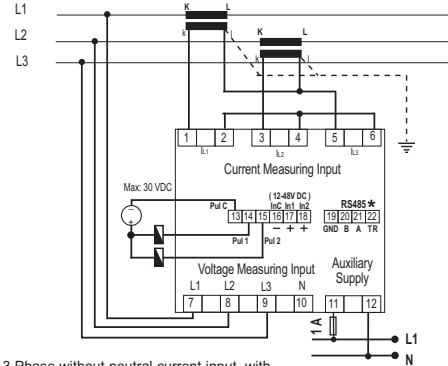 L1
K L
L2
K L
k l
L3
k l
1 2 3 4 5 6
IL1 IL2 IL3
Current Measuring Input
Max: 30 VDC
(12-48V DC)
Pul C InC In1 In2 RS485*
13 14 15 16 17 18 19 20 21 22
− + + GND B A TR
Pul 1 Pul 2
Voltage Measuring Input
Auxiliary
Supply
L1 L2 L3 N
7 8 9 10 11 12
1 A
L1
N
3 Phase without neutral current input, with